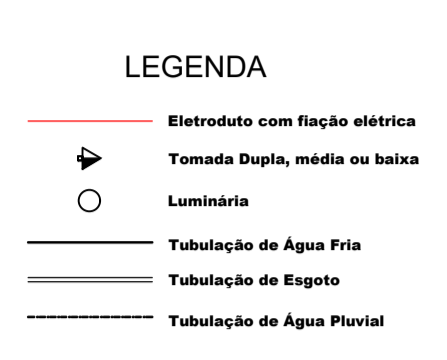 LEGENDA
Eletroduto com fiação elétrica
Tomada Dupla, média ou baixa
Luminária
Tubulação de Água Fria
Tubulação de Esgoto
Tubulação de Água Pluvial